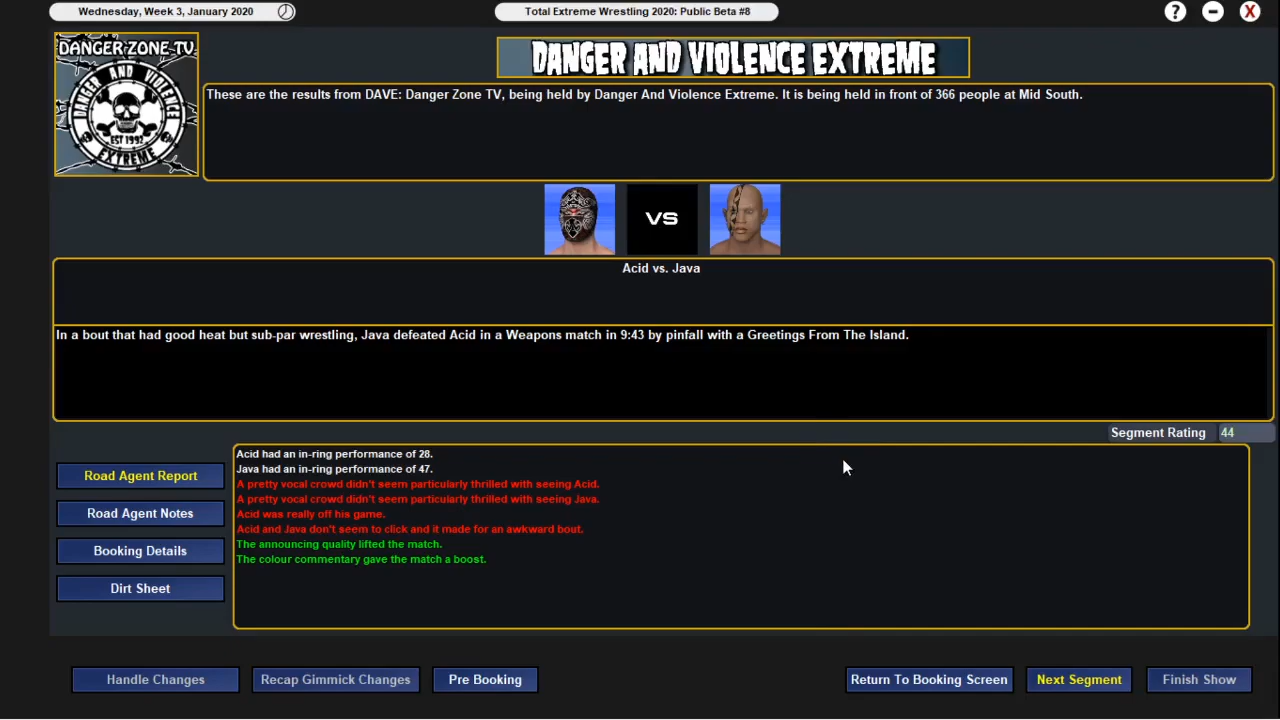 Wednesday, Week 3, January 2020
Total Extreme Wrestling 2020: Public Beta #8
?
X
DANGER ZONE TV
DANGER AND VIOLENCE
EST 1992
EXTREME
DANGER AND VIOLENCE EXTREME
These are the results from DAVE: Danger Zone TV, being held by Danger And Violence Extreme. It is being held in front of 366 people at Mid South.
VS
Acid vs. Java
In a bout that had good heat but sub-par wrestling, Java defeated Acid in a Weapons match in 9:43 by pinfall with a Greetings From The Island.
Segment Rating 44
Road Agent Report
Road Agent Notes
Booking Details
Dirt Sheet
Acid had an in-ring performance of 28.
Java had an in-ring performance of 47.
A pretty vocal crowd didn't seem particularly thrilled with seeing Acid.
A pretty vocal crowd didn't seem particularly thrilled with seeing Java.
Acid was really off his game.
Acid and Java don't seem to click and it made for an awkward bout.
The announcing quality lifted the match.
The colour commentary gave the match a boost.
Handle Changes
Recap Gimmick Changes
Pre Booking
Return To Booking Screen
Next Segment
Finish Show